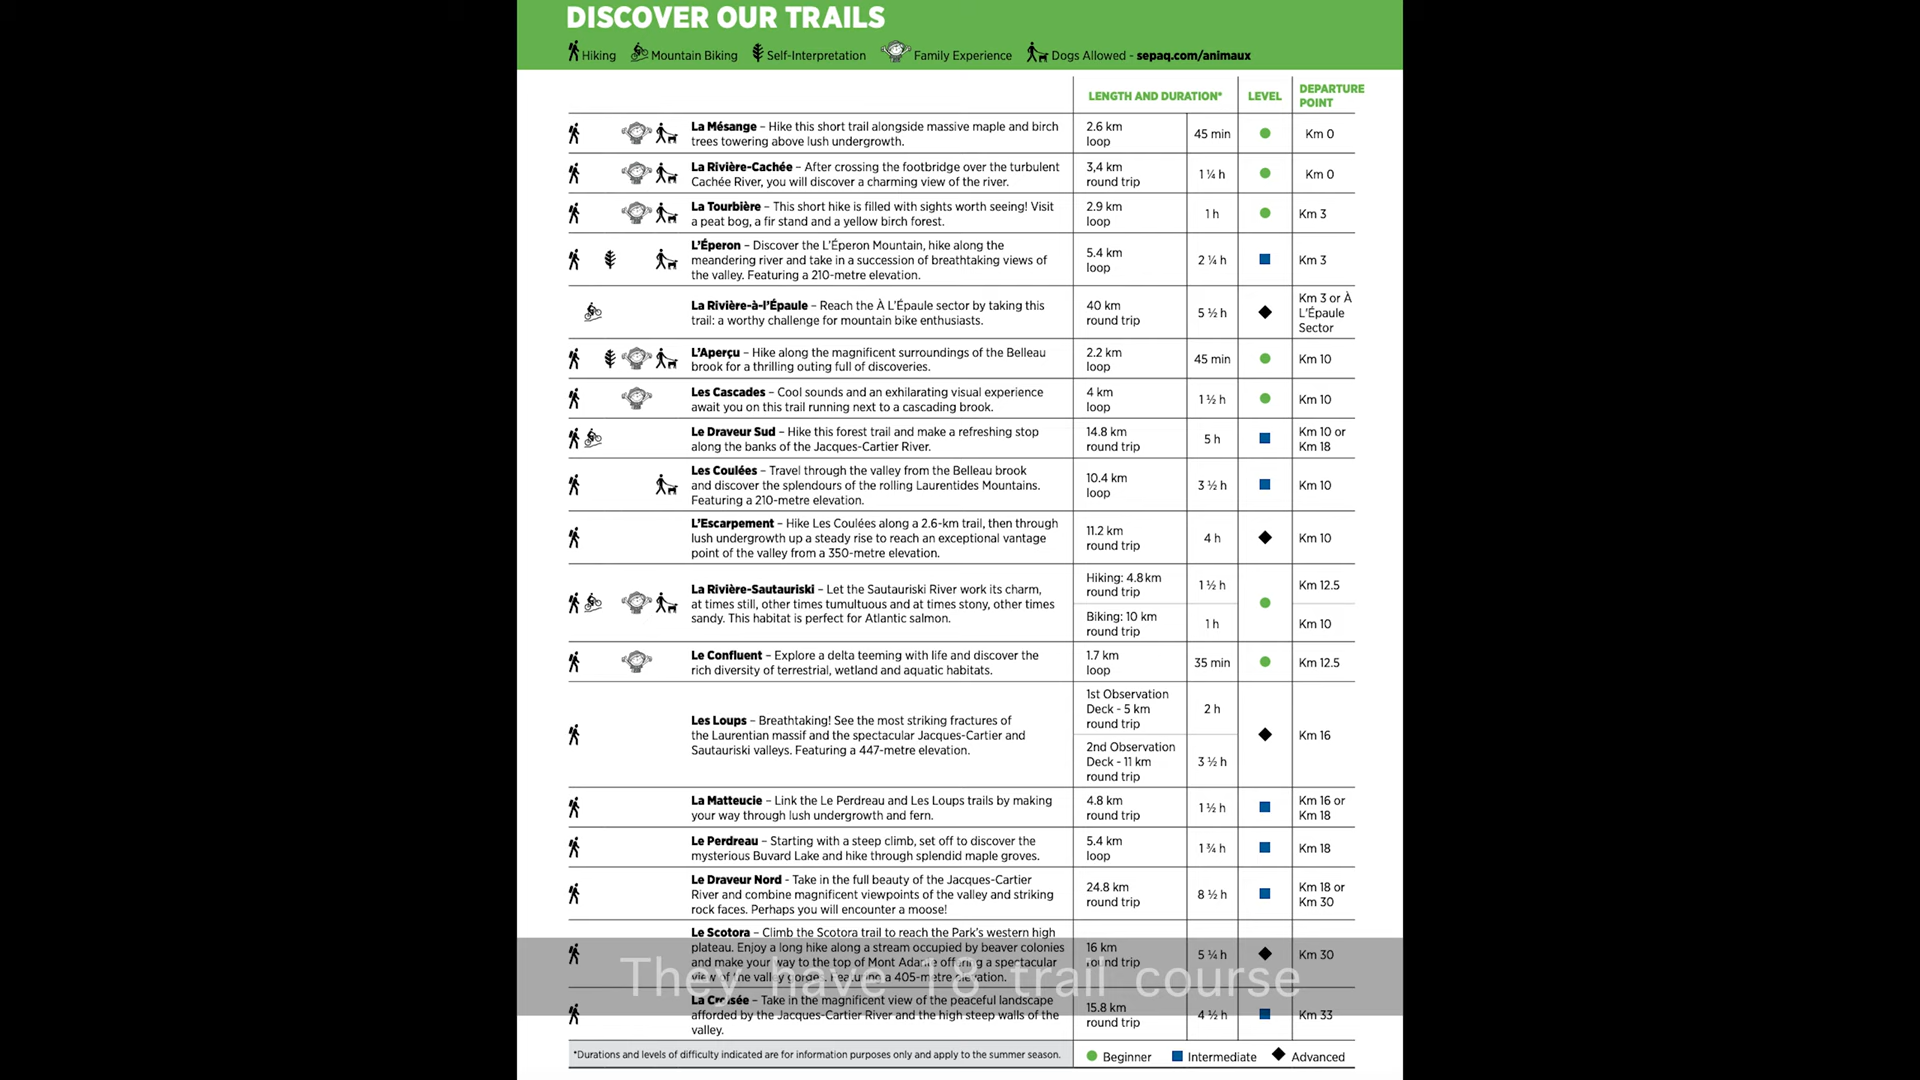 DISCOVER OUR TRAILS
Hiking Mountain Biking Self-Interpretation Family Experience Dogs Allowed - sepaq.com/animaux
LENGTH AND DURATION* LEVEL DEPARTURE
POINT
La Mésange – Hike this short trail alongside massive maple and birch
trees towering above lush undergrowth.
2.6 km
loop
45 min
Km 0
La Rivière-Cachée – After crossing the footbridge over the turbulent
Cachée River, you will discover a charming view of the river.
3,4 km
round trip
1 ¼ h
Km 0
La Tourbière – This short hike is filled with sights worth seeing! Visit
a peat bog, a fir stand and a yellow birch forest.
2.9 km
loop
1 h
Km 3
L'Éperon – Discover the L'Éperon Mountain, hike along the
meandering river and take in a succession of breathtaking views of
the valley. Featuring a 210-metre elevation.
5.4 km
loop
2 ¼ h
Km 3
La Rivière-à-l'Épaule – Reach the À L'Épaule sector by taking this
trail: a worthy challenge for mountain bike enthusiasts.
40 km
round trip
5 ½ h
Km 3 or À
L'Épaule
Sector
L'Aperçu – Hike along the magnificent surroundings of the Belleau
brook for a thrilling outing full of discoveries.
2.2 km
loop
45 min
Km 10
Les Cascades – Cool sounds and an exhilarating visual experience
await you on this trail running next to a cascading brook.
4 km
loop
1 ½ h
Km 10
Le Draveur Sud – Hike this forest trail and make a refreshing stop
along the banks of the Jacques-Cartier River.
14.8 km
round trip
5 h
Km 10 or
Km 18
Les Coulées – Travel through the valley from the Belleau brook
and discover the splendours of the rolling Laurentides Mountains.
Featuring a 210-metre elevation.
10.4 km
loop
3 ½ h
Km 10
L'Escarpement – Hike Les Coulées along a 2.6-km trail, then through
lush undergrowth up a steady rise to reach an exceptional vantage
point of the valley from a 350-metre elevation.
11.2 km
round trip
4 h
Km 10
La Rivière-Sautauriski – Let the Sautauriski River work its charm,
at times still, other times tumultuous and at times stony, other times
sandy. This habitat is perfect for Atlantic salmon.
Hiking: 4.8 km
round trip
1 ½ h
Km 12.5
Biking: 10 km
round trip
1 h
Km 10
Le Confluent – Explore a delta teeming with life and discover the
rich diversity of terrestrial, wetland and aquatic habitats.
1.7 km
loop
35 min
Km 12.5
Les Loups – Breathtaking! See the most striking fractures of
the Laurentian massif and the spectacular Jacques-Cartier and
Sautauriski valleys. Featuring a 447-metre elevation.
1st Observation
Deck - 5 km
round trip
2 h
2nd Observation
Deck - 11 km
round trip
3 ½ h
Km 16
La Matteucie – Link the Le Perdreau and Les Loups trails by making
your way through lush undergrowth and fern.
4.8 km
round trip
1 ½ h
Km 16 or
Km 18
Le Perdreau – Starting with a steep climb, set off to discover the
mysterious Buvard Lake and hike through splendid maple groves.
5.4 km
loop
1 ¾ h
Km 18
Le Draveur Nord - Take in the full beauty of the Jacques-Cartier
River and combine magnificent viewpoints of the valley and striking
rock faces. Perhaps you will encounter a moose!
24.8 km
round trip
8 ½ h
Km 18 or
Km 30
Le Scotora – Climb the Scotora trail to reach the Park's western high
plateau. Enjoy a long hike along a stream occupied by beaver colonies
and make your way to the top of Mont Adante offering a spectacular
view of the valley gorges. Featuring a 405-metre elevation.
16 km
round trip
5 ¼ h
Km 30
They have 18 trail course
La Croisée – Take in the magnificent view of the peaceful landscape
afforded by the Jacques-Cartier River and the high steep walls of the
valley.
15.8 km
round trip
4 ½ h
Km 33
*Durations and levels of difficulty indicated are for information purposes only and apply to the summer season.
Beginner Intermediate Advanced